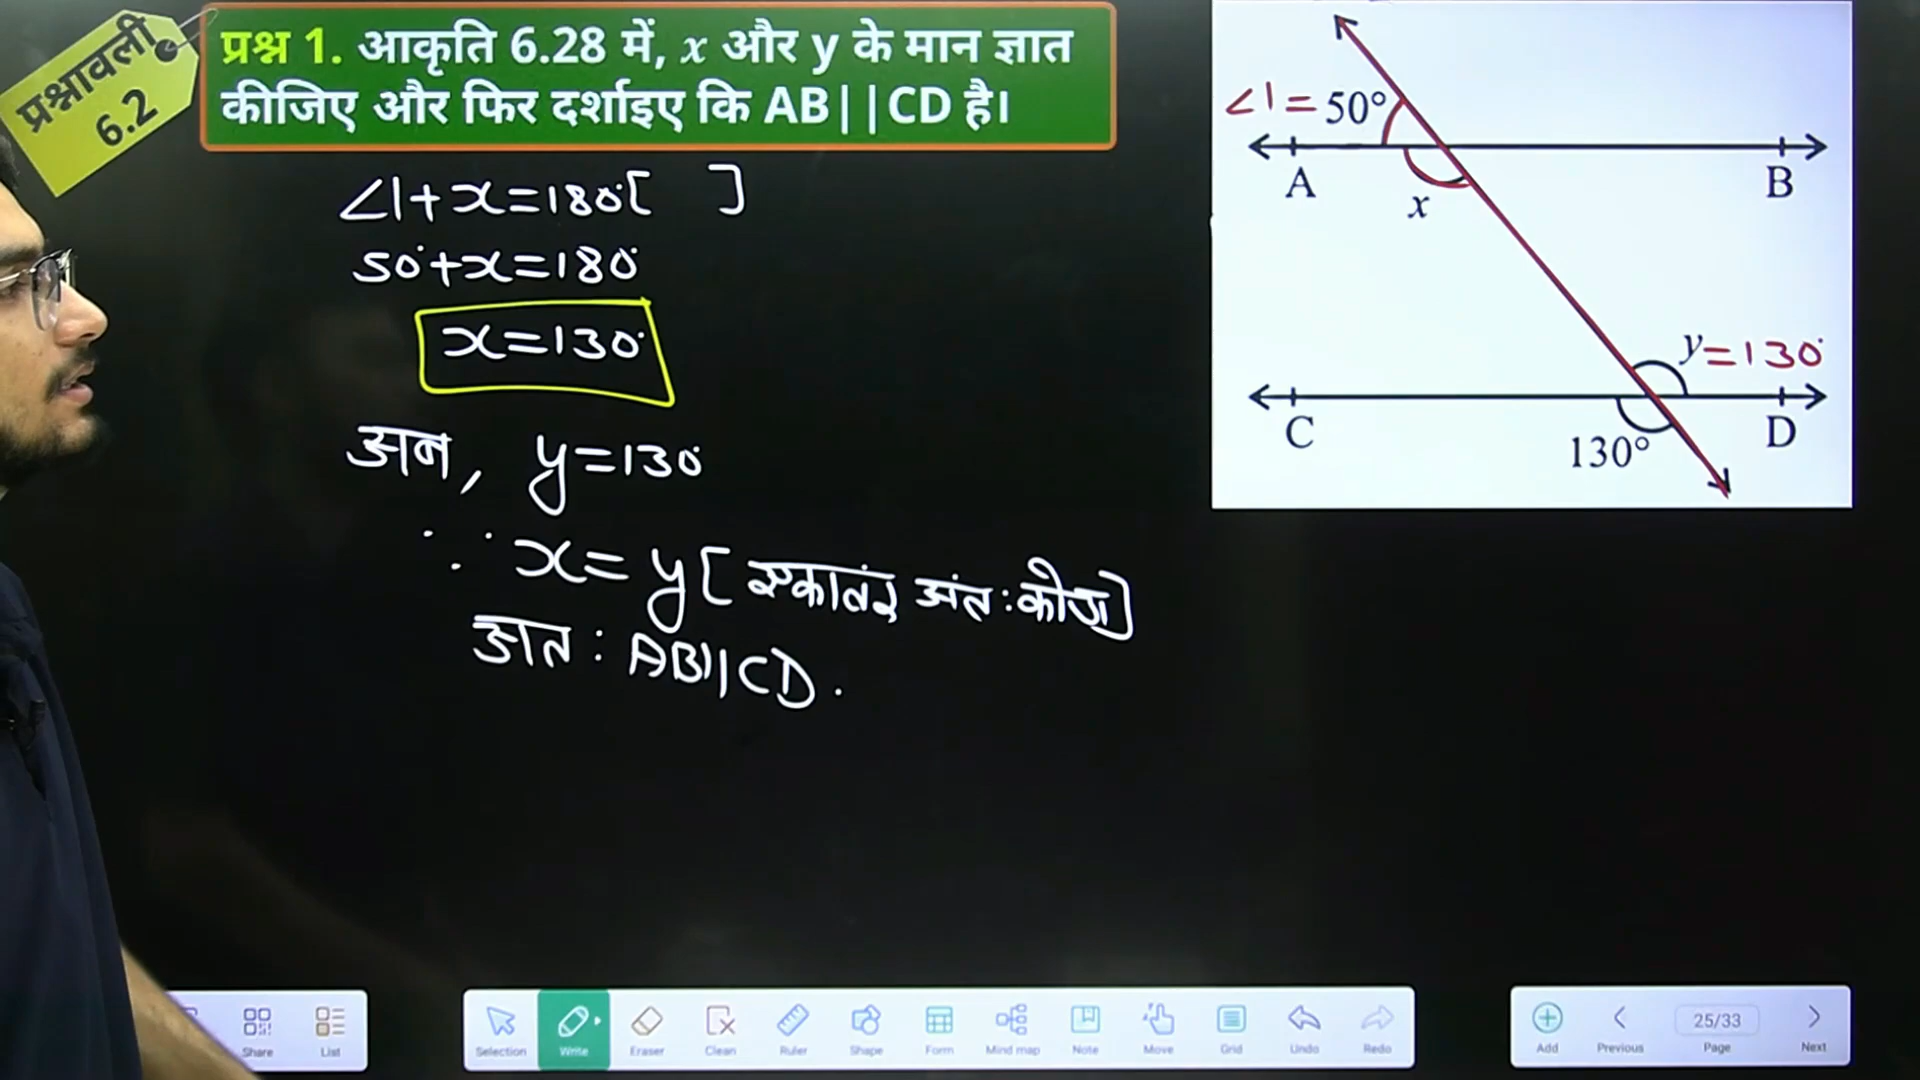 प्रश्नावली
6.2
प्रश्न 1. आकृति 6.28 में, x और y के मान ज्ञात
कीजिए और फिर दर्शाइए कि AB||CD है।
∠1+x=180°[ ]
50°+x=180°
x=130°
अब, y=130°
∵ x=y[एकांतर अंतःकोण]
अतः AB||CD.
∠1=50°
A
B
x
y=130°
C
D
130°
Share
List
Selection
Write
Eraser
Clean
Ruler
Shape
Form
Mind map
Note
Move
Grid
Undo
Redo
Add
Previous
25/33
Page
Next